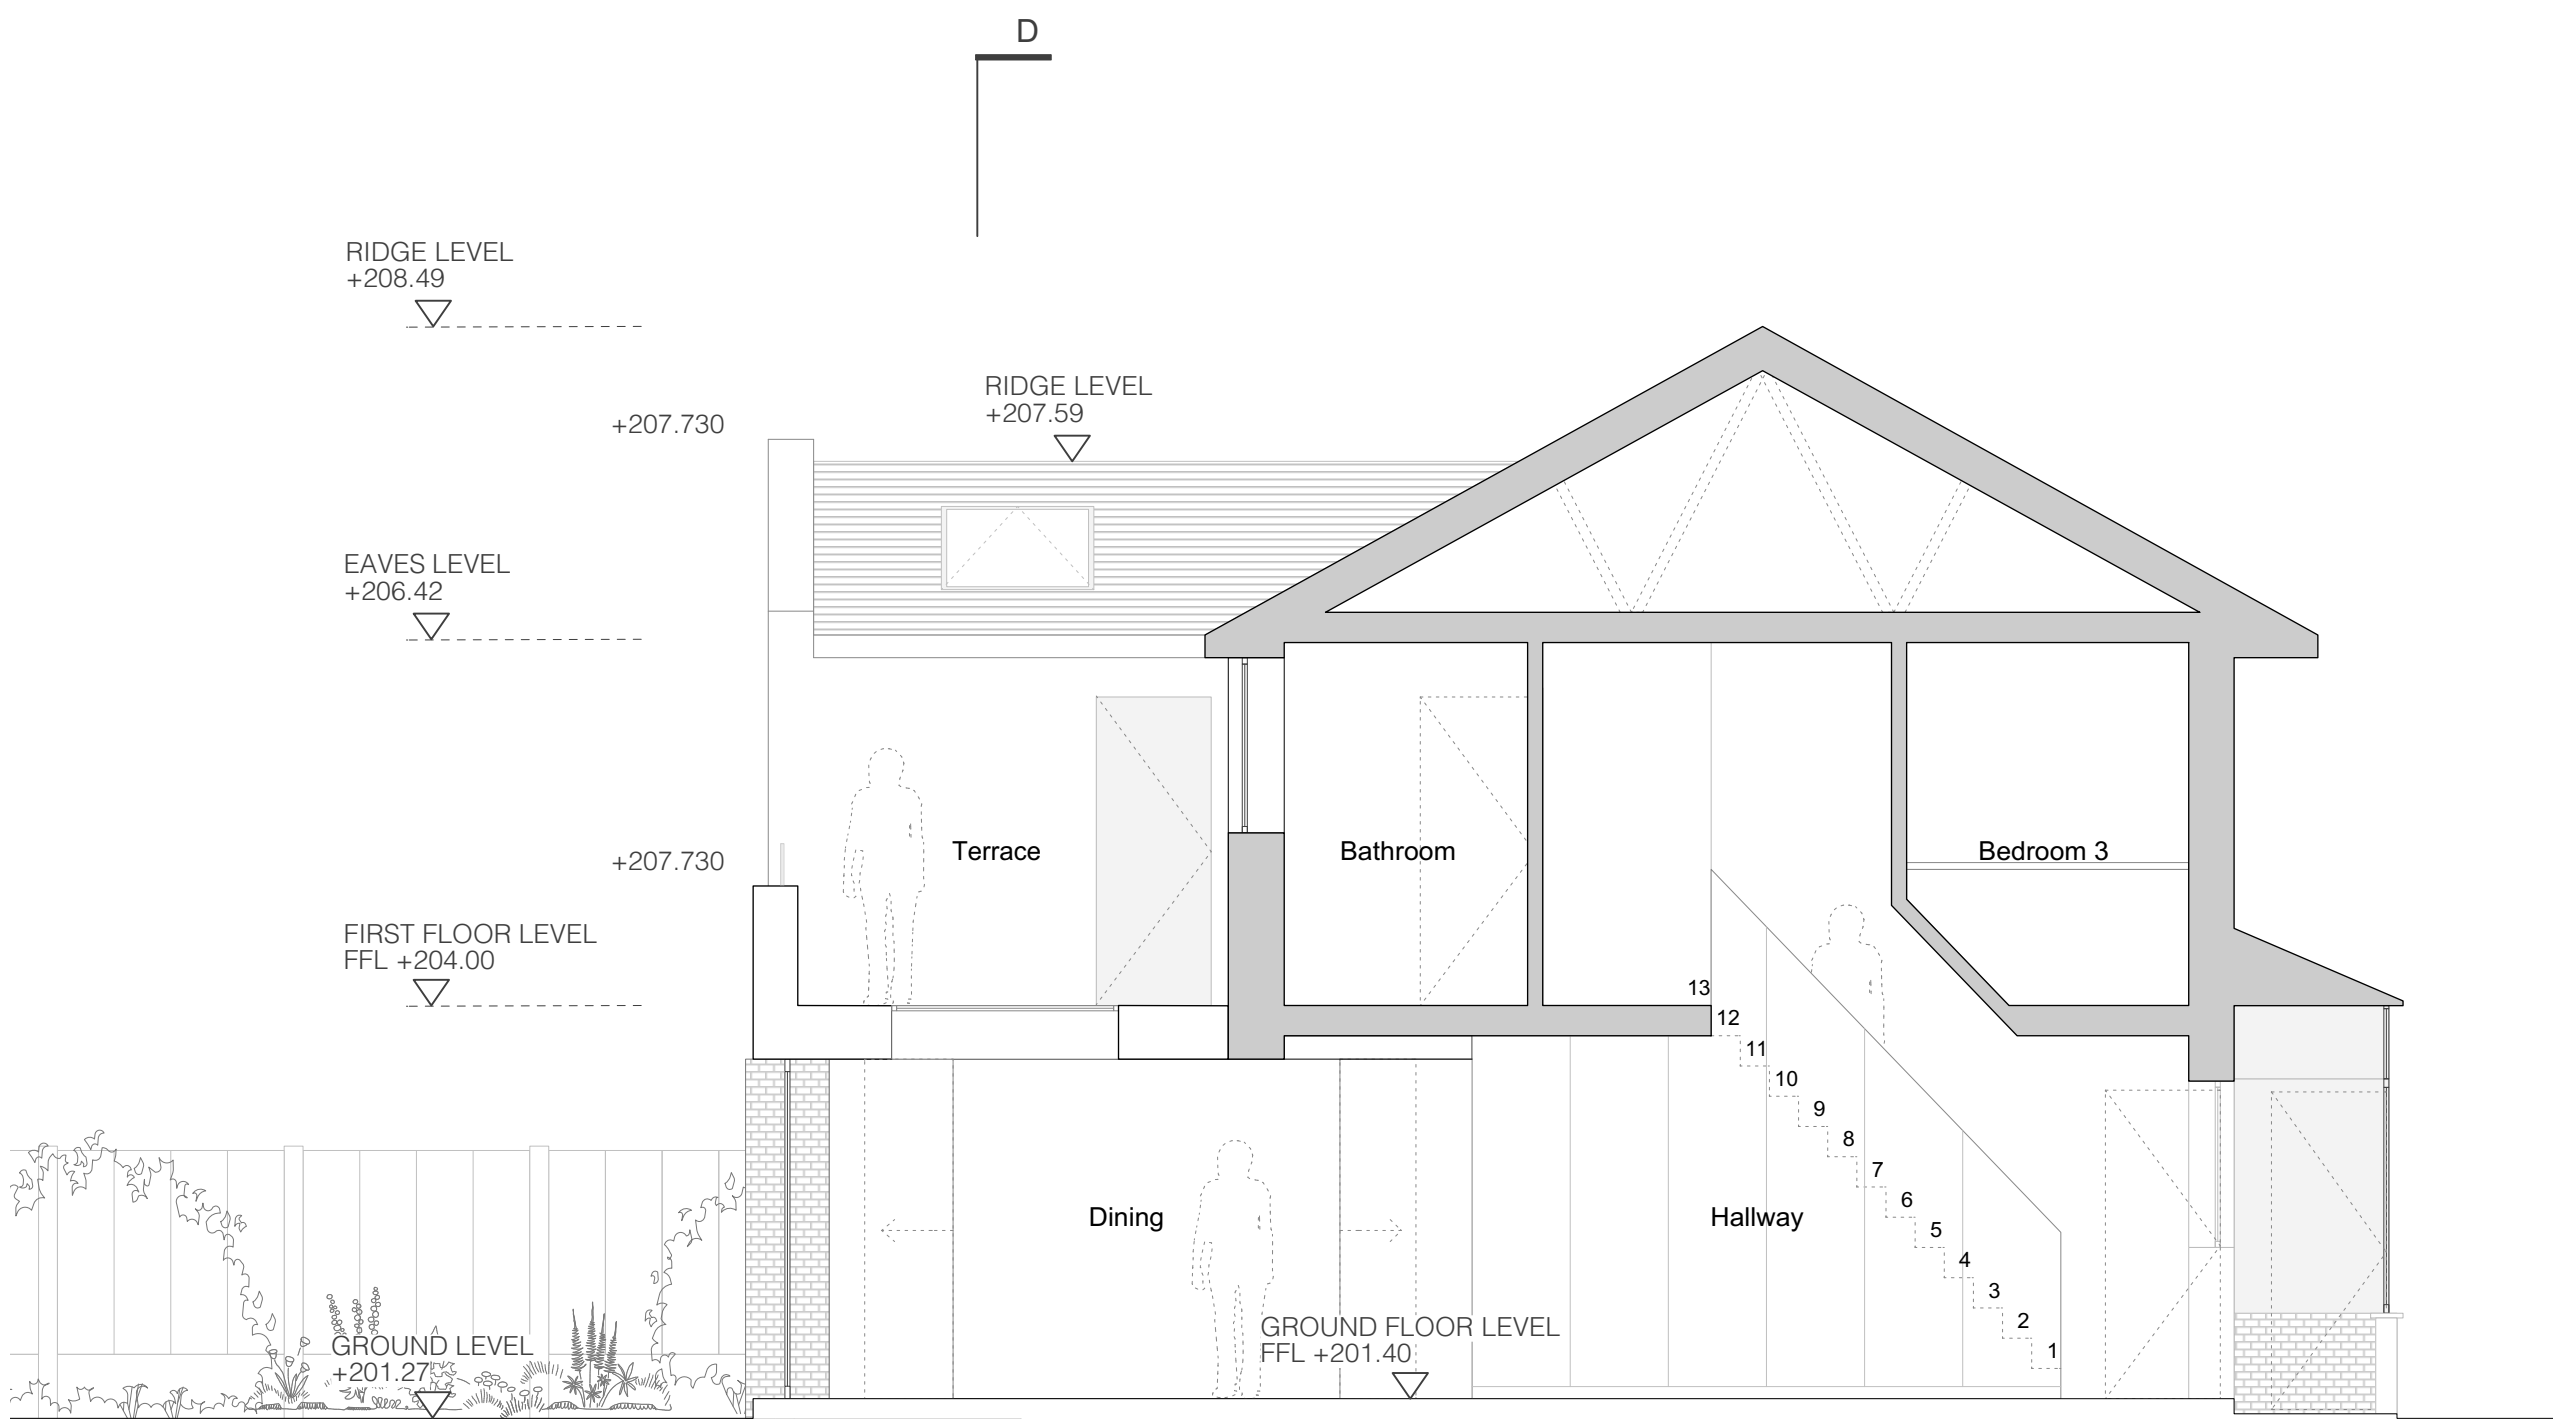 D
RIDGE LEVEL
+208.49
RIDGE LEVEL
+207.59
+207.730
EAVES LEVEL
+206.42
Terrace
Bathroom
Bedroom 3
+207.730
FIRST FLOOR LEVEL
FFL +204.00
13
12
11
10
9
8
7
6
5
4
3
2
1
Dining
Hallway
GROUND FLOOR LEVEL
FFL +201.40
GROUND LEVEL
+201.27